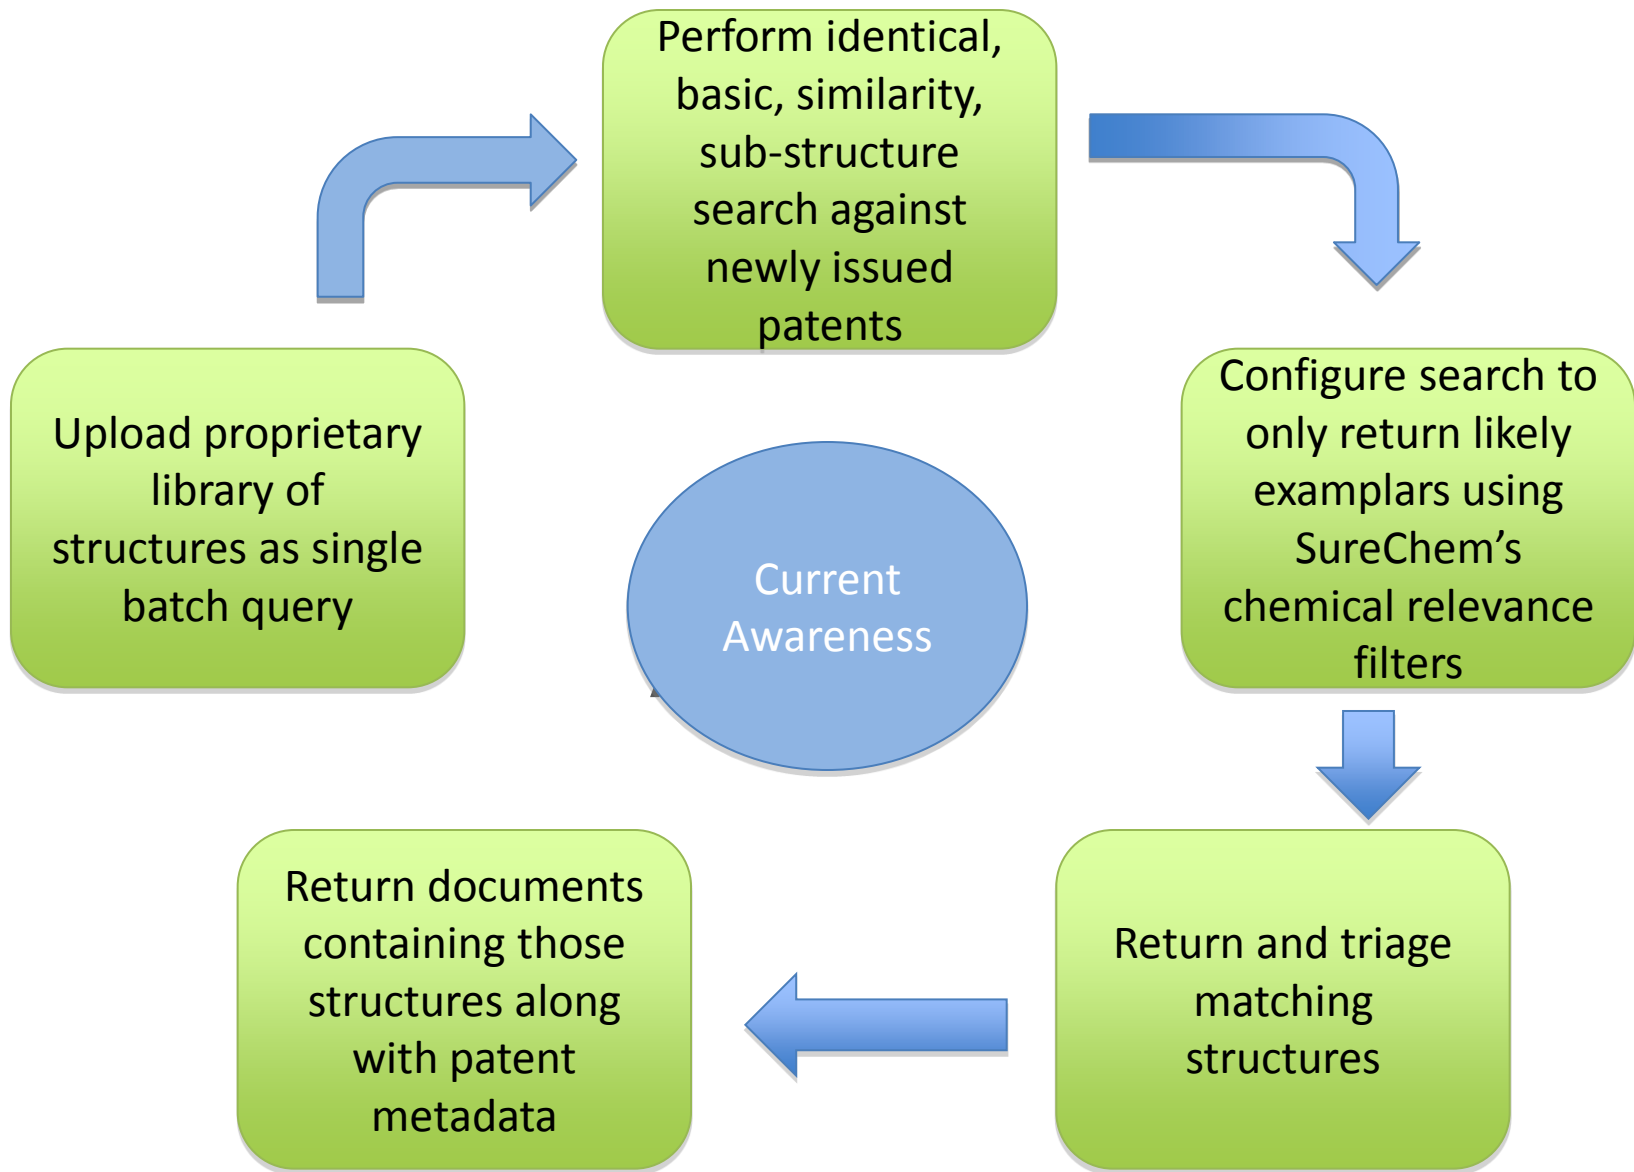 Perform identical,
basic, similarity,
sub-structure
search against
newly issued
patents
Upload proprietary
library of
structures as single
batch query
Configure search to
only return likely
examplars using
SureChem’s
chemical relevance
filters
Current
Awareness
Return documents
containing those
structures along
with patent
metadata
Return and triage
matching
structures